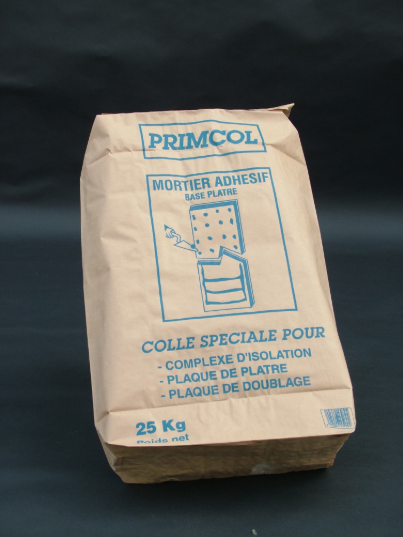 PRIMCOL
MORTIER ADHESIF
BASE PLATRE
COLLE SPECIALE POUR
- COMPLEXE D'ISOLATION
- PLAQUE DE PLATRE
- PLAQUE DE DOUBLAGE
25 Kg
Poids net